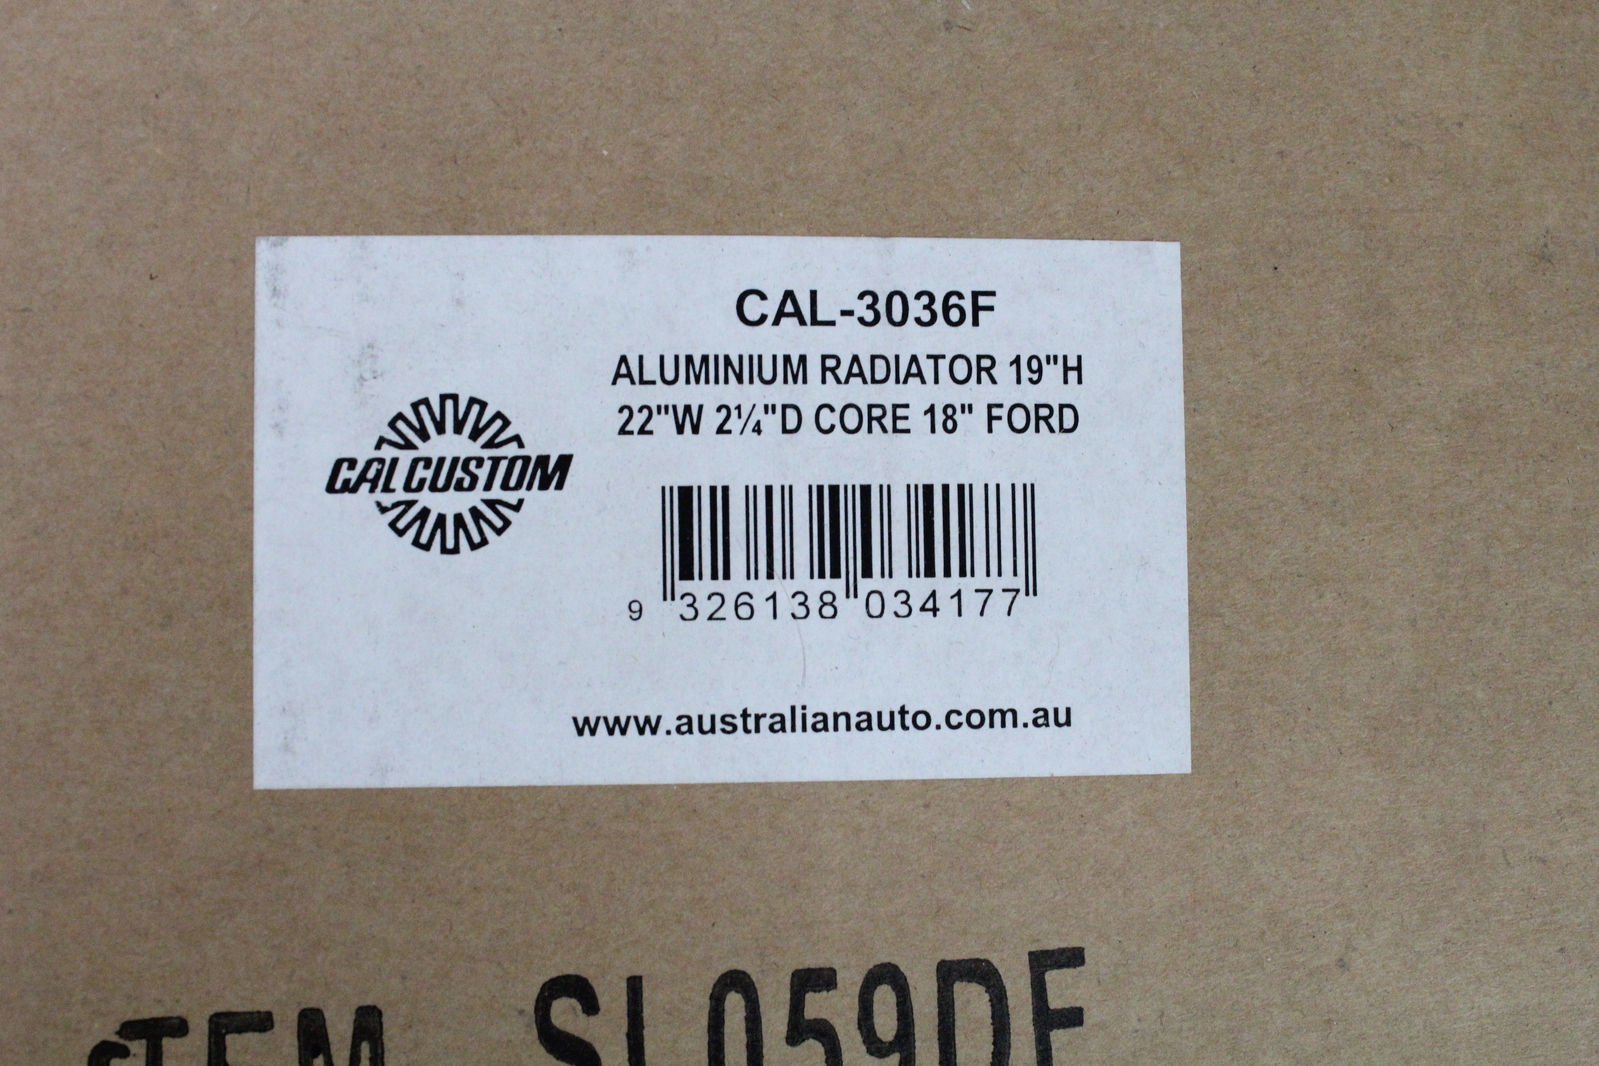 CAL-3036F
ALUMINIUM RADIATOR 19"H
22"W 2¼"D CORE 18" FORD
CALCUSTOM
9 326138 034177
www.australianauto.com.au